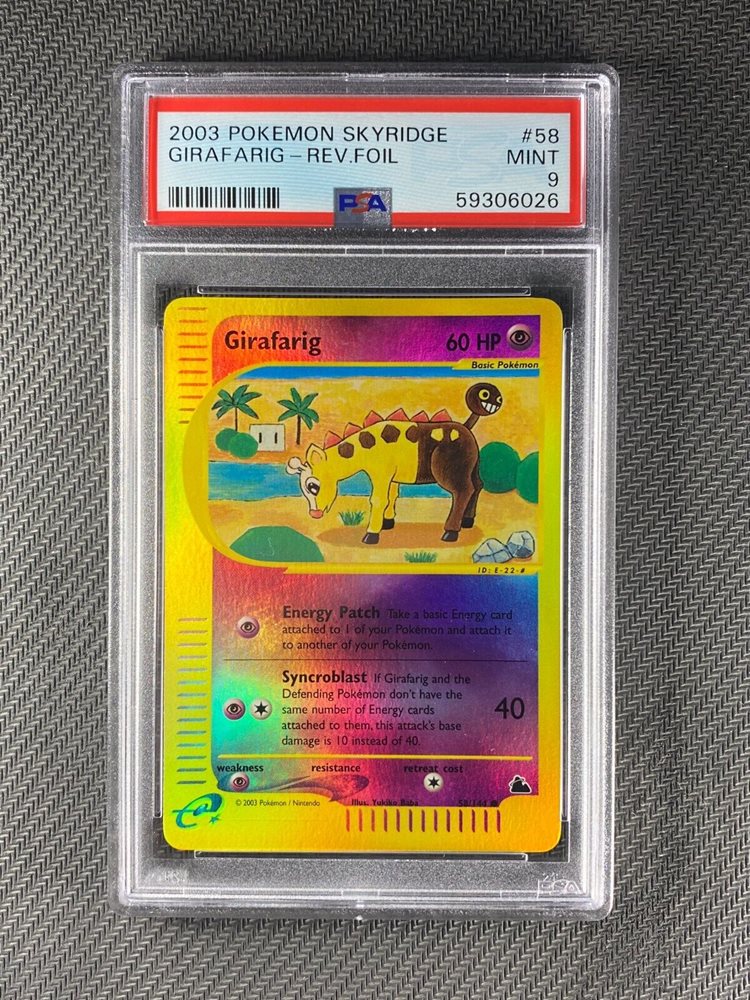 2003 POKEMON SKYRIDGE #58
GIRAFARIG - REV.FOIL MINT
9
PSA 59306026
Girafarig 60 HP
Basic Pokémon
ID: E-22-#
Energy Patch Take a basic Energy card
attached to 1 of your Pokémon and attach it
to another of your Pokémon.
Syncroblast If Girafarig and the
Defending Pokémon don't have the
same number of Energy cards
attached to them, this attack's base
damage is 10 instead of 40.
40
weakness resistance retreat cost
© 2003 Pokémon / Nintendo Illus. Yukiko Baba 58/144
e
PSA